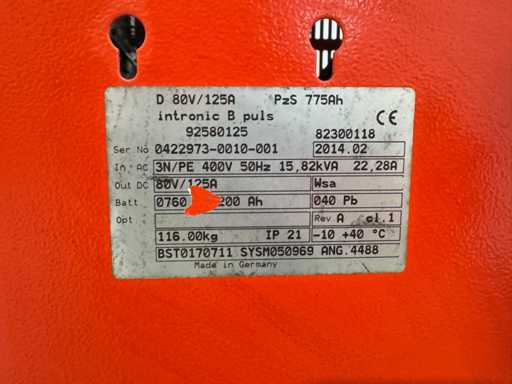 D 80V/125A PzS 775Ah
intronic B puls CE
92580125 82300118
Ser No 0422973-0010-001 2014.02
In AC 3N/PE 400V 50Hz 15,82kVA 22,28A
Out DC 80V/125A Wsa
Batt 0760 200 Ah 040 Pb
Opt Rev A cl.1
116.00kg IP 21 -10 +40 °C
BST0170711 SYSM050969 ANG.4488
Made in Germany